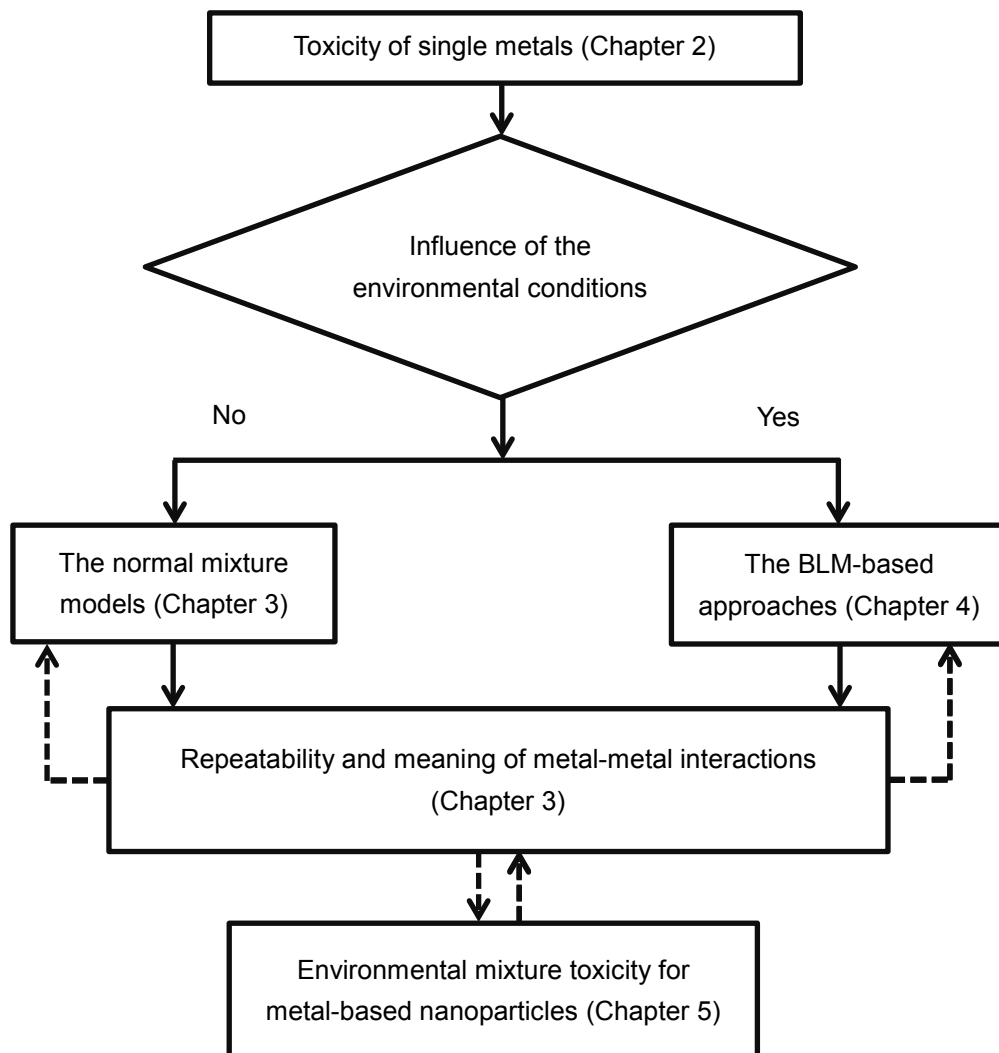 Toxicity of single metals (Chapter 2)
Influence of the
environmental conditions
No
Yes
The normal mixture
models (Chapter 3)
The BLM-based
approaches (Chapter 4)
Repeatability and meaning of metal-metal interactions
(Chapter 3)
Environmental mixture toxicity for
metal-based nanoparticles (Chapter 5)